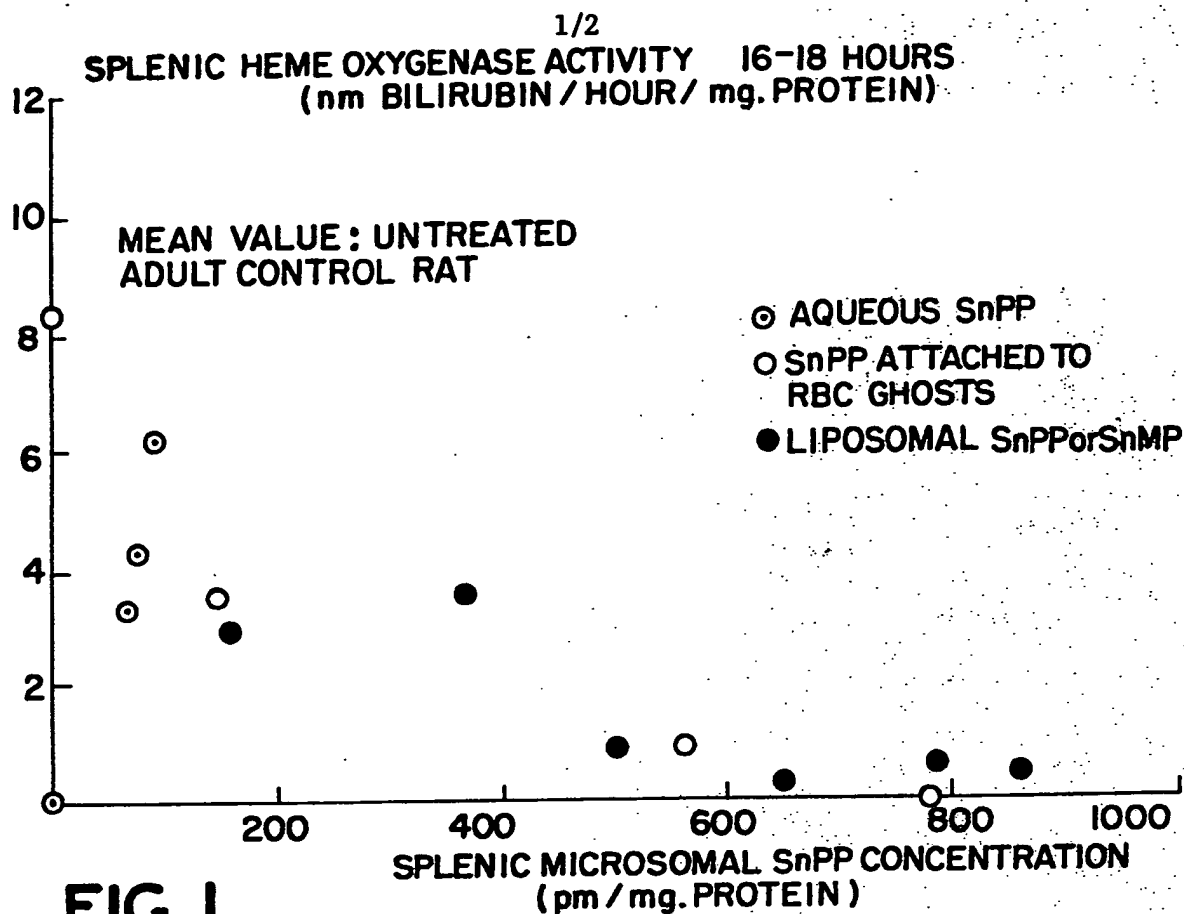 1/2
SPLENIC HEME OXYGENASE ACTIVITY 16-18 HOURS
(nm BILIRUBIN / HOUR / mg. PROTEIN)
12
10
8
6
4
2
MEAN VALUE: UNTREATED
ADULT CONTROL RAT
AQUEOUS SnPP
SnPP ATTACHED TO
RBC GHOSTS
LIPOSOMAL SnPPorSnMP
200 400 600 800 1000
SPLENIC MICROSOMAL SnPP CONCENTRATION
(pm / mg. PROTEIN)
FIG. 1